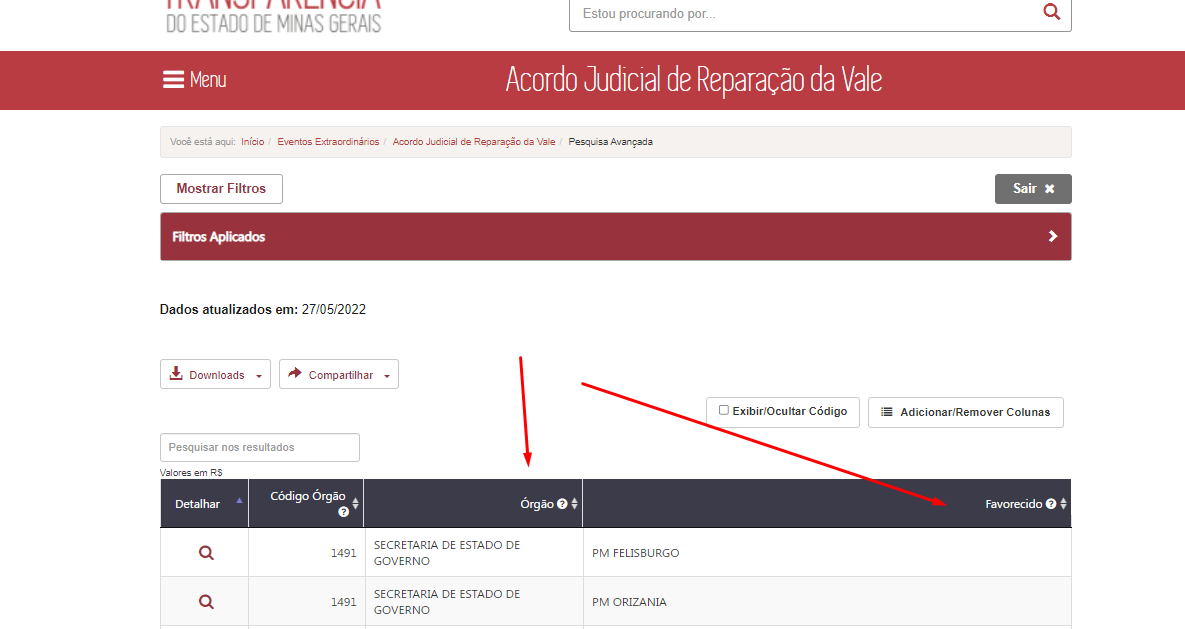 TRANSPARÊNCIA
DO ESTADO DE MINAS GERAIS
Estou procurando por...
Menu
Acordo Judicial de Reparação da Vale
Você está aqui: Início / Eventos Extraordinários / Acordo Judicial de Reparação da Vale / Pesquisa Avançada
Mostrar Filtros
Sair ✖
Filtros Aplicados
Dados atualizados em: 27/05/2022
Downloads
Compartilhar
Exibir/Ocultar Código
Adicionar/Remover Colunas
Pesquisar nos resultados
Valores em R$
Detalhar
Código Órgão ?
Órgão ?
Favorecido ?
1491
SECRETARIA DE ESTADO DE
GOVERNO
PM FELISBURGO
1491
SECRETARIA DE ESTADO DE
GOVERNO
PM ORIZANIA